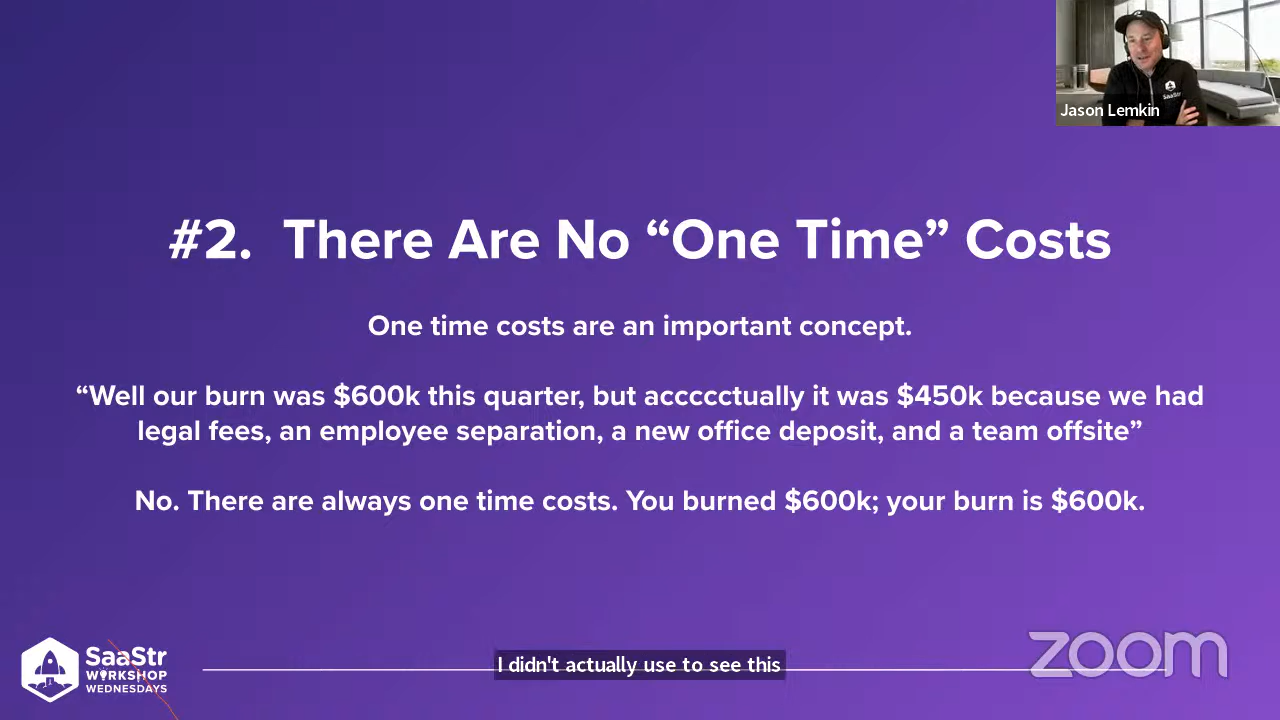 Jason Lemkin
#2. There Are No “One Time” Costs
One time costs are an important concept.
“Well our burn was $600k this quarter, but acccccctually it was $450k because we had
legal fees, an employee separation, a new office deposit, and a team offsite”
No. There are always one time costs. You burned $600k; your burn is $600k.
SaaStr
SaaStr
WORKSHOP
WEDNESDAYS
I didn't actually use to see this
zoom